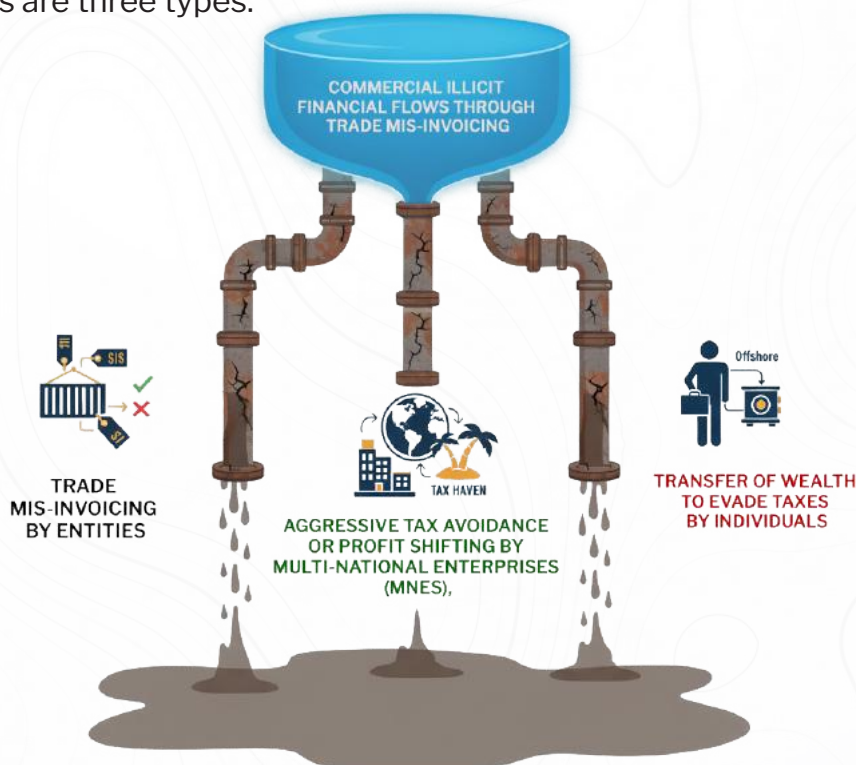 s are three types.
COMMERCIAL ILLICIT
FINANCIAL FLOWS THROUGH
TRADE MIS-INVOICING
$I$
Offshore
TAX HAVEN
TRADE
MIS-INVOICING
BY ENTITIES
AGGRESSIVE TAX AVOIDANCE
OR PROFIT SHIFTING BY
MULTI-NATIONAL ENTERPRISES
(MNES),
TRANSFER OF WEALTH
TO EVADE TAXES
BY INDIVIDUALS